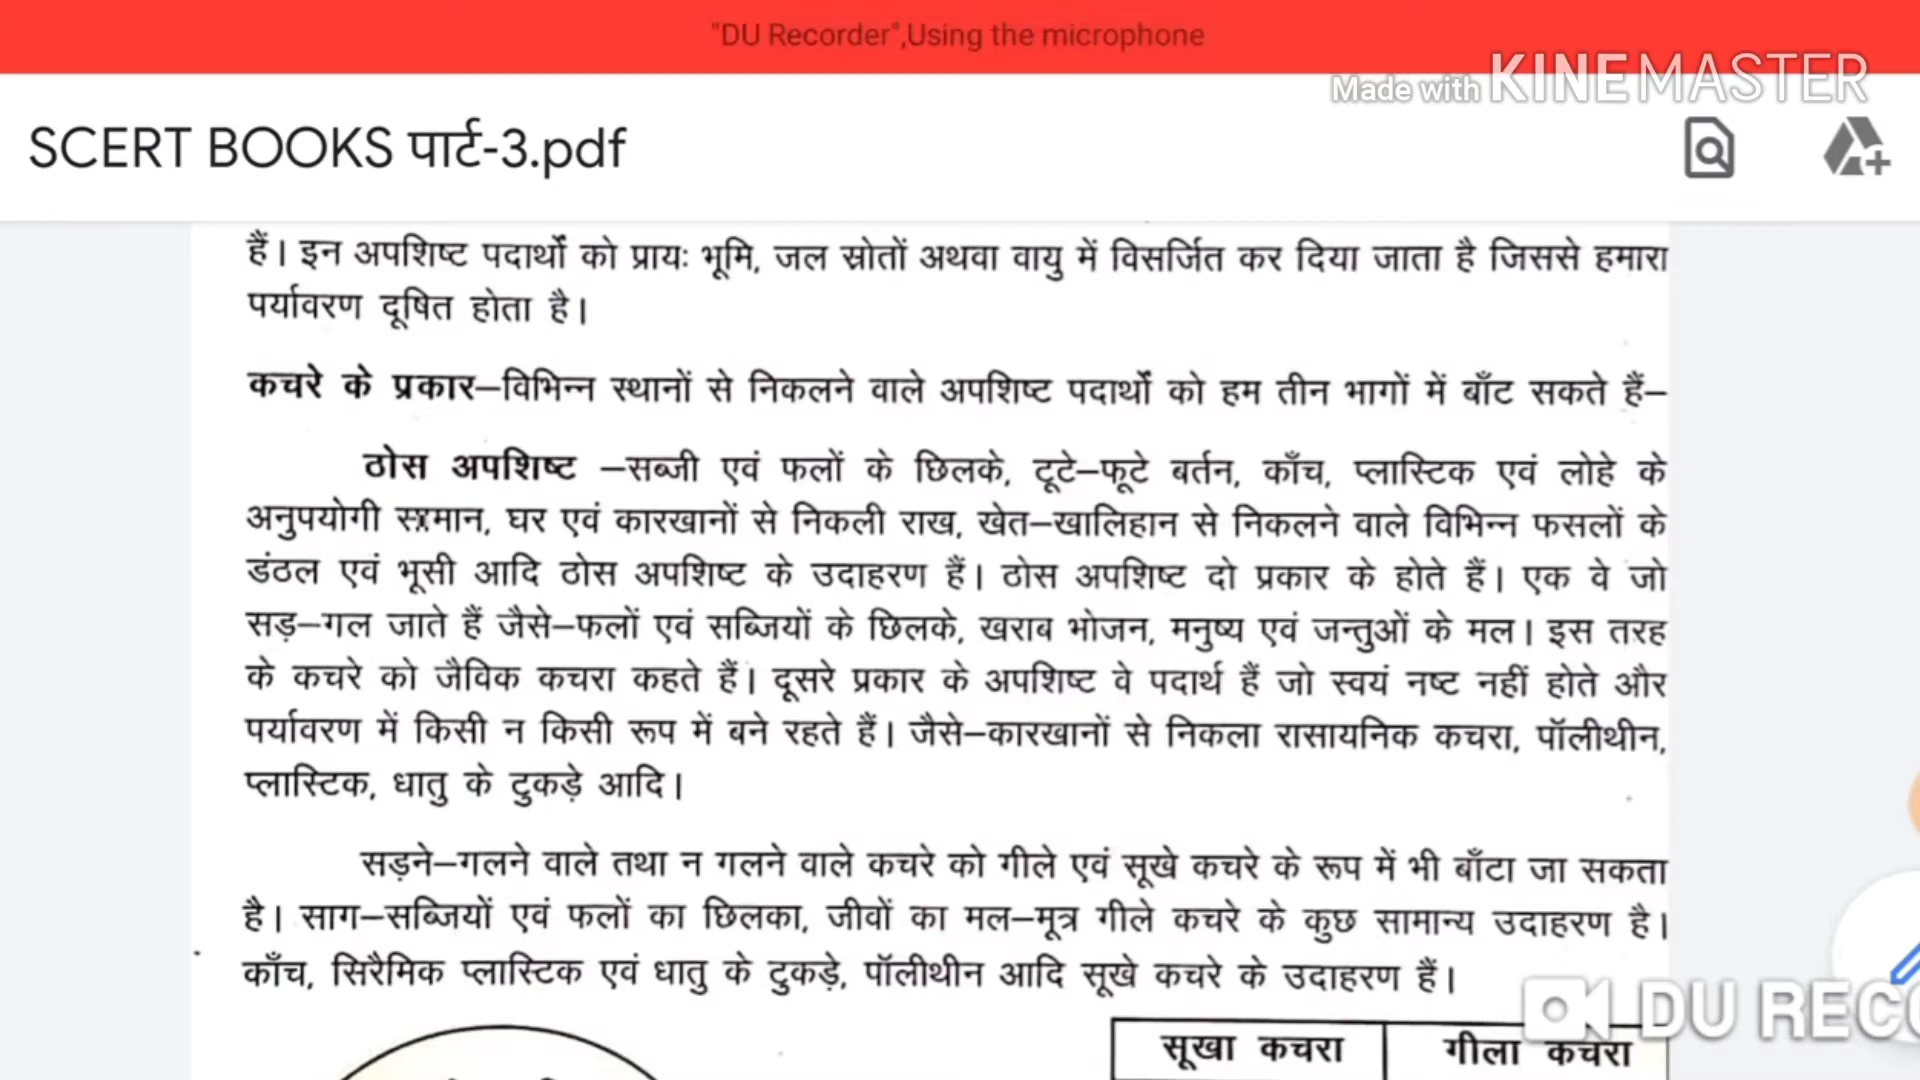 "DU Recorder",Using the microphone
Made with KINEMASTER
SCERT BOOKS पार्ट-3.pdf
हैं। इन अपशिष्ट पदार्थों को प्रायः भूमि, जल स्रोतों अथवा वायु में विसर्जित कर दिया जाता है जिससे हमारा
पर्यावरण दूषित होता है।
कचरे के प्रकार–विभिन्न स्थानों से निकलने वाले अपशिष्ट पदार्थों को हम तीन भागों में बाँट सकते हैं–
ठोस अपशिष्ट –सब्जी एवं फलों के छिलके, टूटे–फूटे बर्तन, काँच, प्लास्टिक एवं लोहे के
अनुपयोगी सामान, घर एवं कारखानों से निकली राख, खेत–खालिहान से निकलने वाले विभिन्न फसलों के
डंठल एवं भूसी आदि ठोस अपशिष्ट के उदाहरण हैं। ठोस अपशिष्ट दो प्रकार के होते हैं। एक वे जो
सड़–गल जाते हैं जैसे–फलों एवं सब्जियों के छिलके, खराब भोजन, मनुष्य एवं जन्तुओं के मल। इस तरह
के कचरे को जैविक कचरा कहते हैं। दूसरे प्रकार के अपशिष्ट वे पदार्थ हैं जो स्वयं नष्ट नहीं होते और
पर्यावरण में किसी न किसी रूप में बने रहते हैं। जैसे–कारखानों से निकला रासायनिक कचरा, पॉलीथीन,
प्लास्टिक, धातु के टुकड़े आदि।
सड़ने–गलने वाले तथा न गलने वाले कचरे को गीले एवं सूखे कचरे के रूप में भी बाँटा जा सकता
है। साग–सब्जियों एवं फलों का छिलका, जीवों का मल–मूत्र गीले कचरे के कुछ सामान्य उदाहरण है।
काँच, सिरैमिक प्लास्टिक एवं धातु के टुकड़े, पॉलीथीन आदि सूखे कचरे के उदाहरण हैं।
DU RECO
सूखा कचरा गीला कचरा